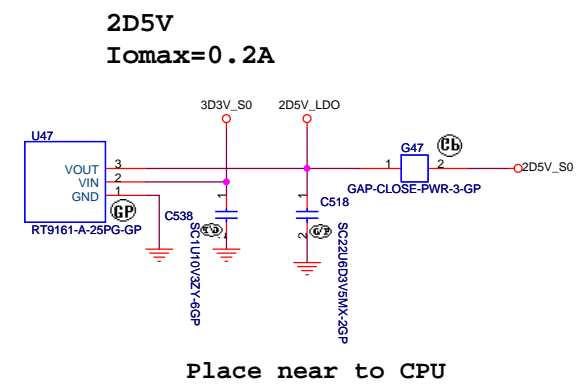 2D5V
Iomax=0.2A
3D3V_S0
2D5V_LDO
U47
G47
VOUT
3
VIN
2
GND
1
1
2
2D5V_S0
GAP-CLOSE-PWR-3-GP
GP
RT9161-A-25PG-GP
C538
1
2
SC1U10V3ZY-6GP
C518
1
2
SC22U6D3V5MX-2GP
Place near to CPU